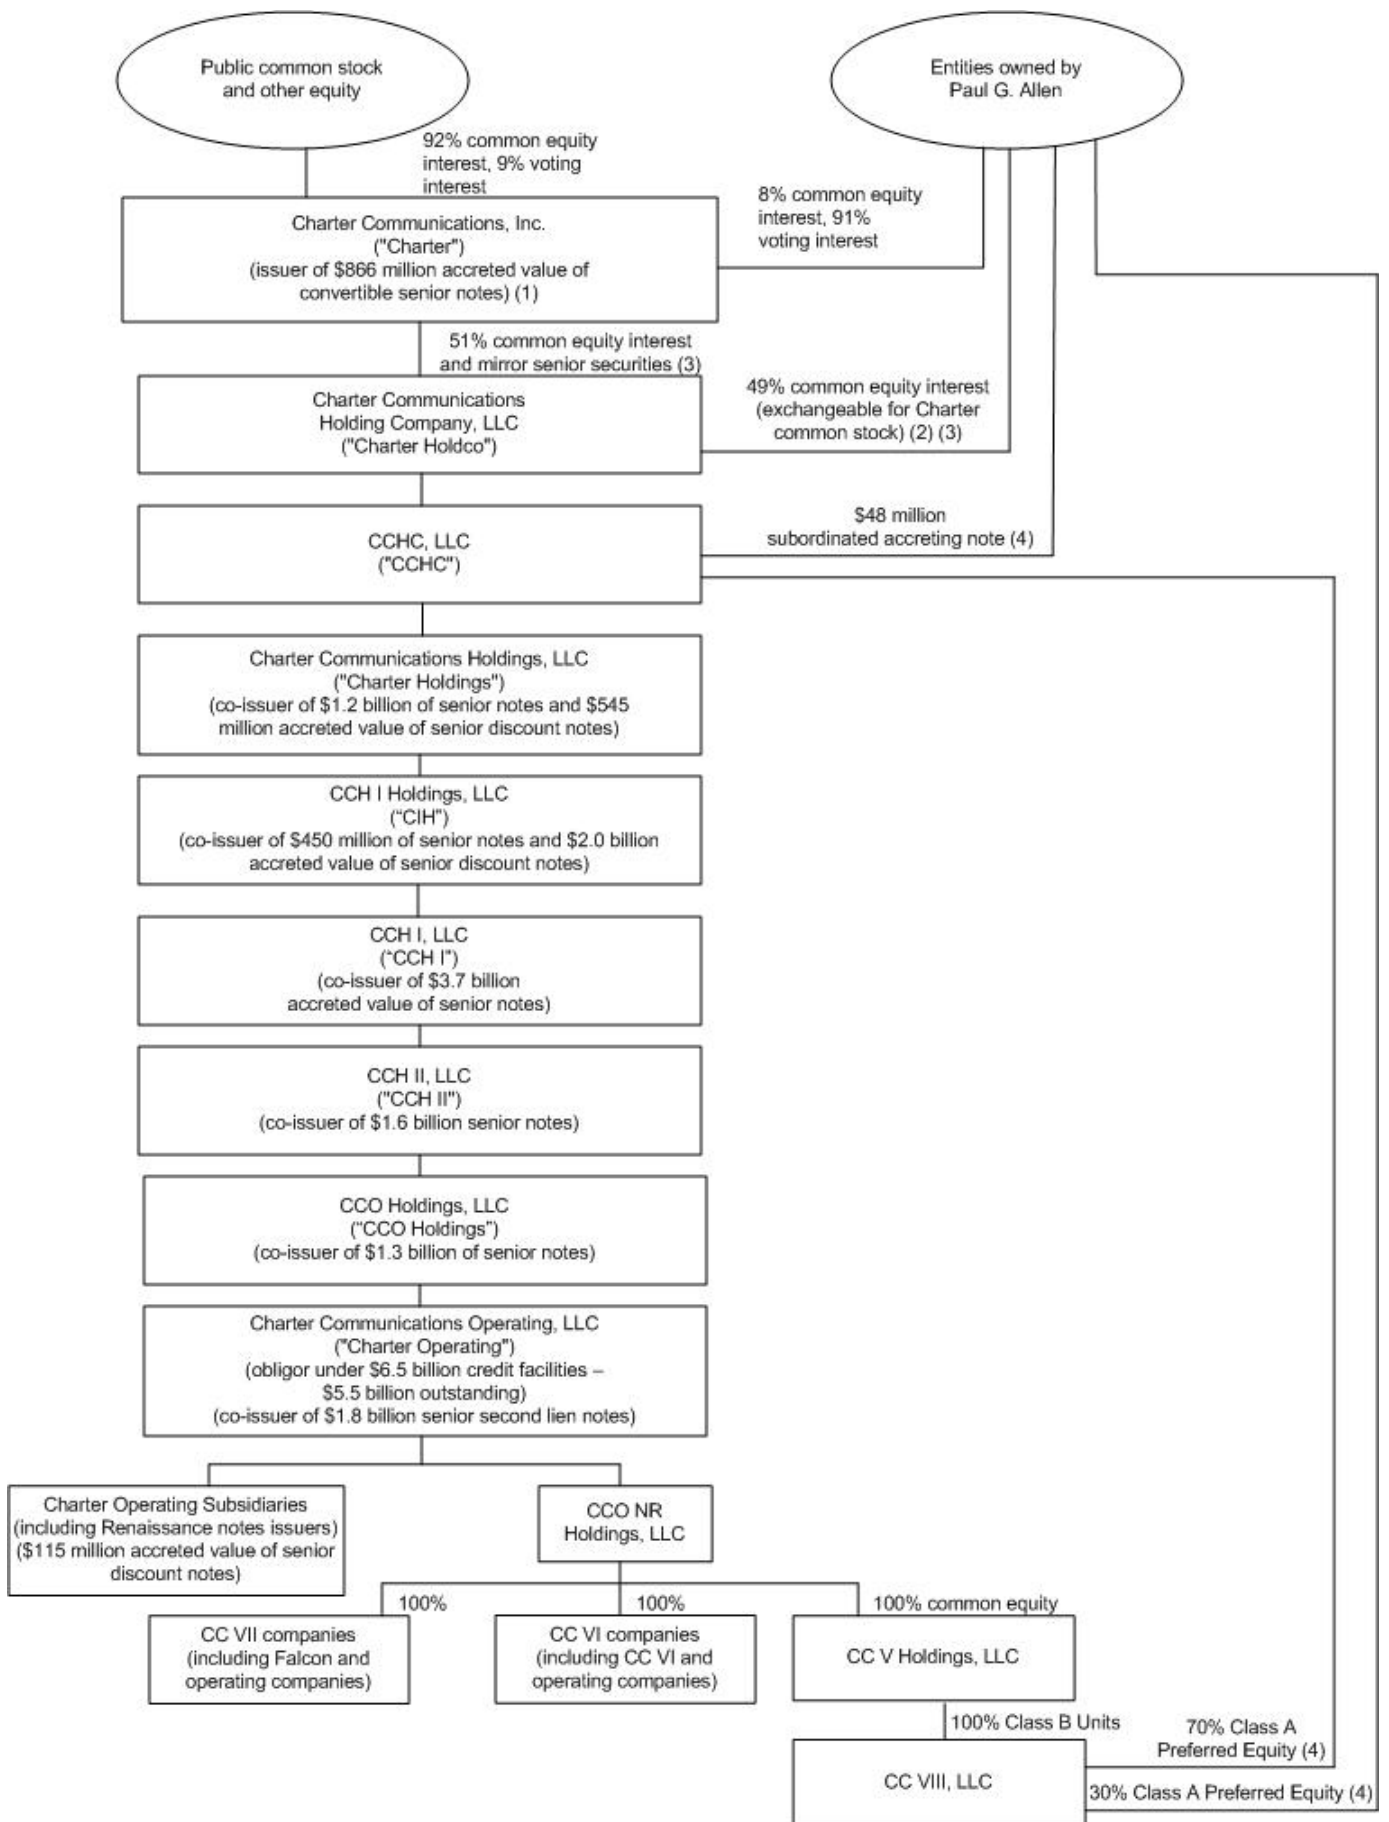 Public common stock
and other equity
Entities owned by
Paul G. Allen
92% common equity
interest, 9% voting
interest
8% common equity
interest, 91%
voting interest
Charter Communications, Inc.
("Charter")
(issuer of $866 million accreted value of
convertible senior notes) (1)
51% common equity interest
and mirror senior securities (3)
49% common equity interest
(exchangeable for Charter
common stock) (2) (3)
Charter Communications
Holding Company, LLC
("Charter Holdco")
$48 million
subordinated accreting note (4)
CCHC, LLC
("CCHC")
Charter Communications Holdings, LLC
("Charter Holdings")
(co-issuer of $1.2 billion of senior notes and $545
million accreted value of senior discount notes)
CCH I Holdings, LLC
(“CIH”)
(co-issuer of $450 million of senior notes and $2.0 billion
accreted value of senior discount notes)
CCH I, LLC
(“CCH I”)
(co-issuer of $3.7 billion
accreted value of senior notes)
CCH II, LLC
("CCH II")
(co-issuer of $1.6 billion senior notes)
CCO Holdings, LLC
(“CCO Holdings”)
(co-issuer of $1.3 billion of senior notes)
Charter Communications Operating, LLC
("Charter Operating")
(obligor under $6.5 billion credit facilities –
$5.5 billion outstanding)
(co-issuer of $1.8 billion senior second lien notes)
Charter Operating Subsidiaries
(including Renaissance notes issuers)
($115 million accreted value of senior
discount notes)
CCO NR
Holdings, LLC
100%
100%
100% common equity
CC VII companies
(including Falcon and
operating companies)
CC VI companies
(including CC VI and
operating companies)
CC V Holdings, LLC
100% Class B Units
70% Class A
Preferred Equity (4)
CC VIII, LLC
30% Class A Preferred Equity (4)